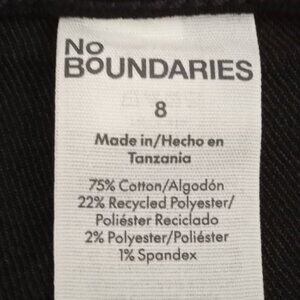 No
BOUNDARIES
8
Made in/Hecho en
Tanzania
75% Cotton/Algodón
22% Recycled Polyester/
Poliéster Reciclado
2% Polyester/Poliéster
1% Spandex